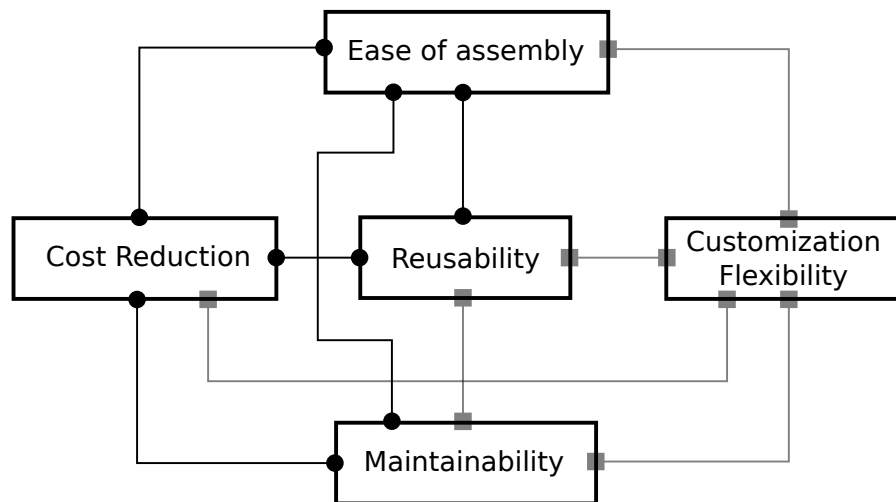 Ease of assembly
Cost Reduction
Reusability
Customization
Flexibility
Maintainability